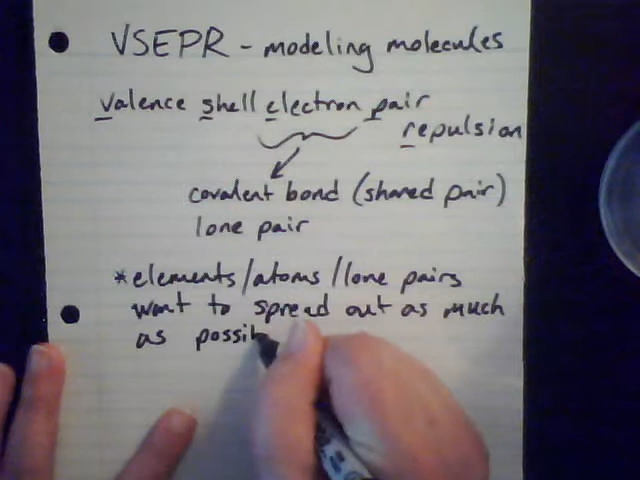 VSEPR - modeling molecules
valence shell electron pair
repulsion
covalent bond (shared pair)
lone pair
*elements/atoms/lone pairs
want to spread out as much
as possib